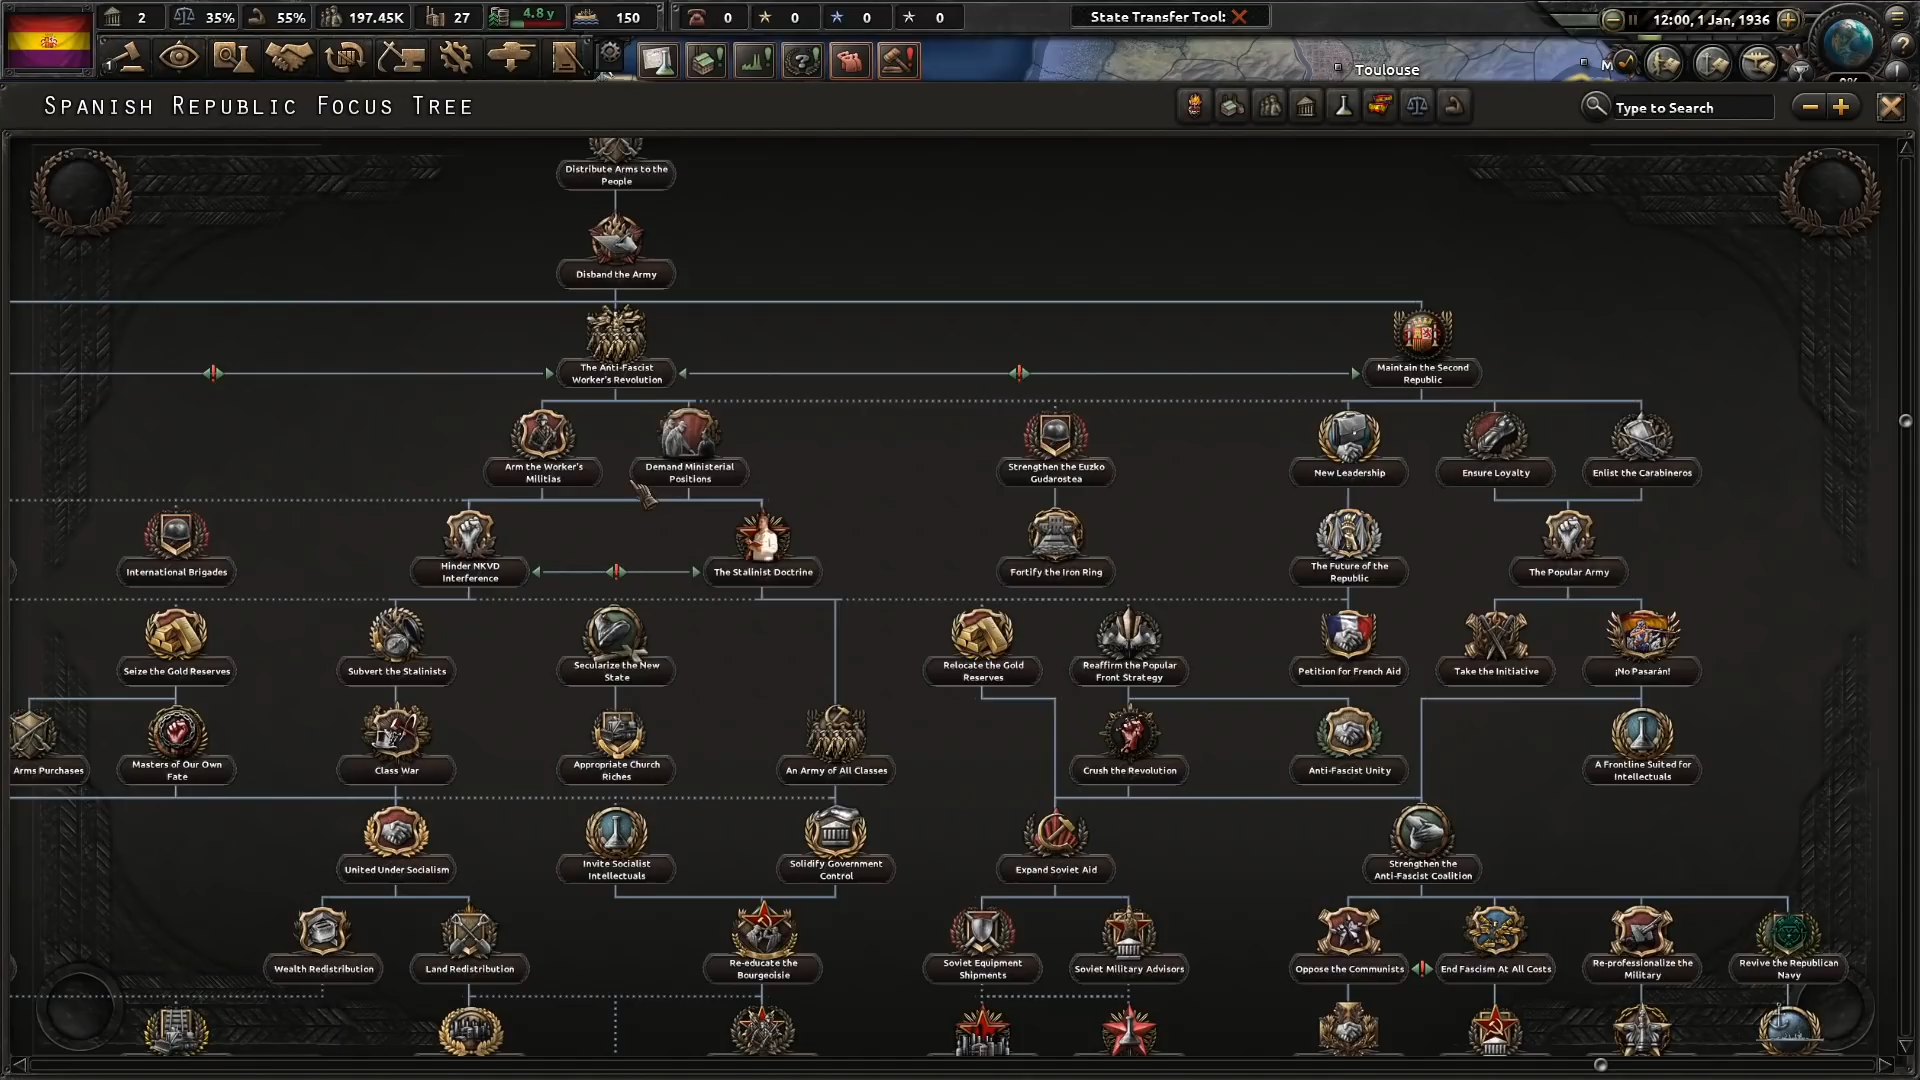 2
35%
55%
197.45K
27
4.8 y
150
0
0
0
0
State Transfer Tool:
12:00, 1 Jan, 1936
Toulouse
M
Spanish Republic Focus Tree
Type to Search
Distribute Arms to the
People
Disband the Army
The Anti-Fascist
Worker's Revolution
Maintain the Second
Republic
Arm the Worker's
Militias
Demand Ministerial
Positions
Strengthen the Euzko
Gudarostea
New Leadership
Ensure Loyalty
Enlist the Carabineros
International Brigades
Hinder NKVD
Interference
The Stalinist Doctrine
Fortify the Iron Ring
The Future of the
Republic
The Popular Army
Seize the Gold Reserves
Subvert the Stalinists
Secularize the New
State
Relocate the Gold
Reserves
Reaffirm the Popular
Front Strategy
Petition for French Aid
Take the Initiative
¡No Pasarán!
Arms Purchases
Masters of Our Own
Fate
Class War
Appropriate Church
Riches
An Army of All Classes
Crush the Revolution
Anti-Fascist Unity
A Frontline Suited for
Intellectuals
United Under Socialism
Invite Socialist
Intellectuals
Solidify Government
Control
Expand Soviet Aid
Strengthen the
Anti-Fascist Coalition
Wealth Redistribution
Land Redistribution
Re-educate the
Bourgeoisie
Soviet Equipment
Shipments
Soviet Military Advisors
Oppose the Communists
End Fascism At All Costs
Re-professionalize the
Military
Revive the Republican
Navy